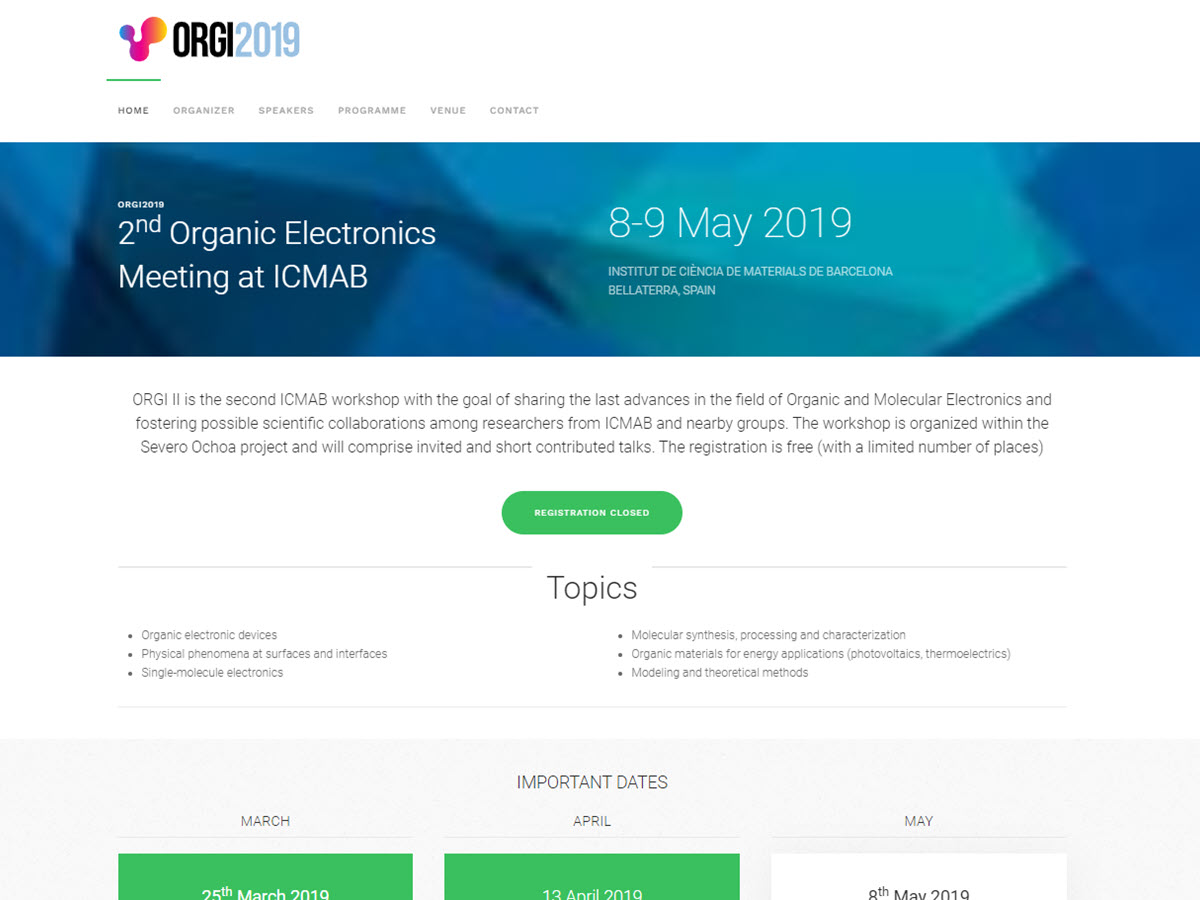 ORGI2019
HOME ORGANIZER SPEAKERS PROGRAMME VENUE CONTACT
ORGI2019
2nd Organic Electronics
Meeting at ICMAB
8-9 May 2019
INSTITUT DE CIÈNCIA DE MATERIALS DE BARCELONA
BELLATERRA, SPAIN
ORGI II is the second ICMAB workshop with the goal of sharing the last advances in the field of Organic and Molecular Electronics and
fostering possible scientific collaborations among researchers from ICMAB and nearby groups. The workshop is organized within the
Severo Ochoa project and will comprise invited and short contributed talks. The registration is free (with a limited number of places)
REGISTRATION CLOSED
Topics
Organic electronic devices
Physical phenomena at surfaces and interfaces
Single-molecule electronics
Molecular synthesis, processing and characterization
Organic materials for energy applications (photovoltaics, thermoelectrics)
Modeling and theoretical methods
IMPORTANT DATES
MARCH
25th March 2019
APRIL
13 April 2019
MAY
8th May 2019